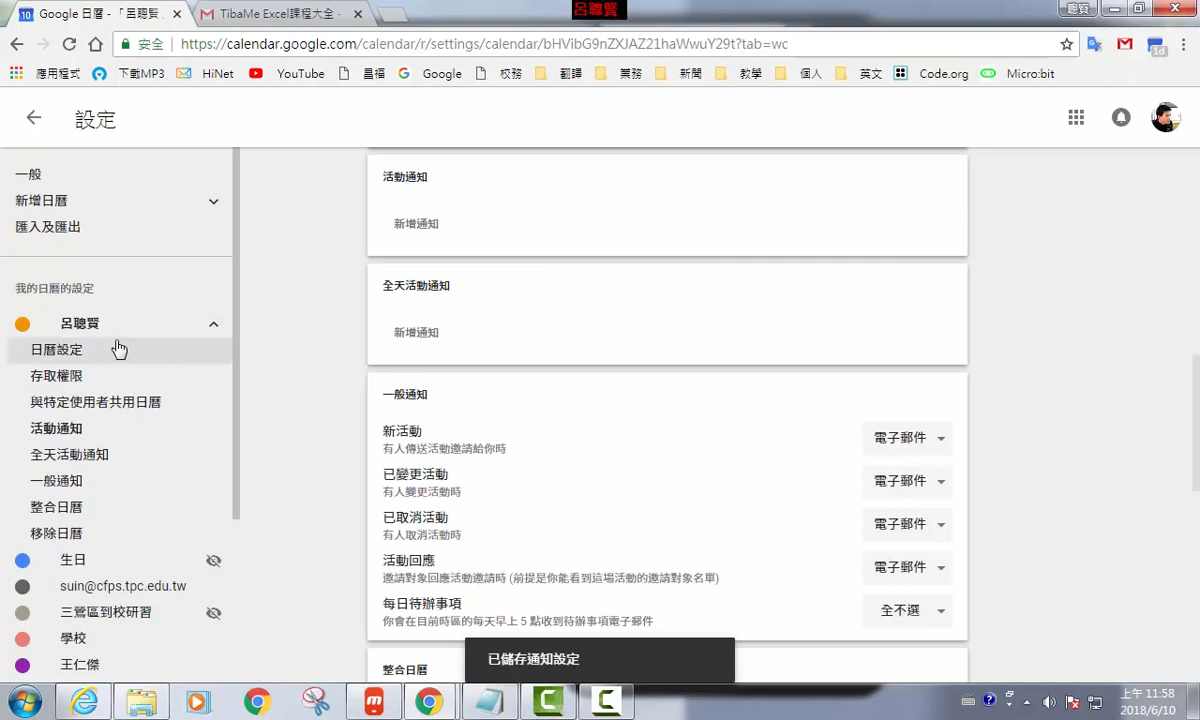 Google 日曆 -「呂聰賢
TibaMe Excel課程大全 -
呂聰賢
聰賢
安全
https://calendar.google.com/calendar/r/settings/calendar/bHVibG9nZXJAZ21haWwuY29t?tab=wc
應用程式
下載MP3
HiNet
YouTube
昌福
Google
校務
翻譯
業務
新聞
教學
個人
英文
Code.org
Micro:bit
設定
一般
新增日曆
匯入及匯出
我的日曆的設定
呂聰賢
日曆設定
存取權限
與特定使用者共用日曆
活動通知
全天活動通知
一般通知
整合日曆
移除日曆
生日
suin@cfps.tpc.edu.tw
三鶯區到校研習
學校
王仁傑
活動通知
新增通知
全天活動通知
新增通知
一般通知
新活動
有人傳送活動邀請給你時
電子郵件
已變更活動
有人變更活動時
電子郵件
已取消活動
有人取消活動時
電子郵件
活動回應
邀請對象回應活動邀請時 (前提是你能看到這場活動的邀請對象名單)
電子郵件
每日待辦事項
你會在目前時區的每天早上 5 點收到待辦事項電子郵件
全不選
整合日曆
已儲存通知設定
上午 11:58
2018/6/10